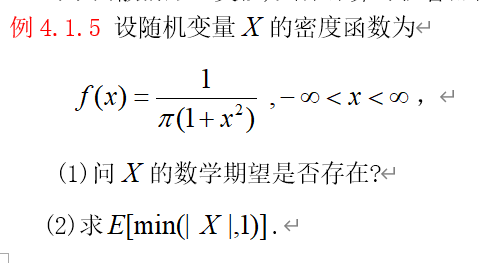 例 4.1.5 设随机变量 X 的密度函数为↵
f(x) = 1/(π(1+x²)) , −∞ < x < ∞ , ↵
(1)问 X 的数学期望是否存在?↵
(2)求 E[min(| X |,1)]. ↵